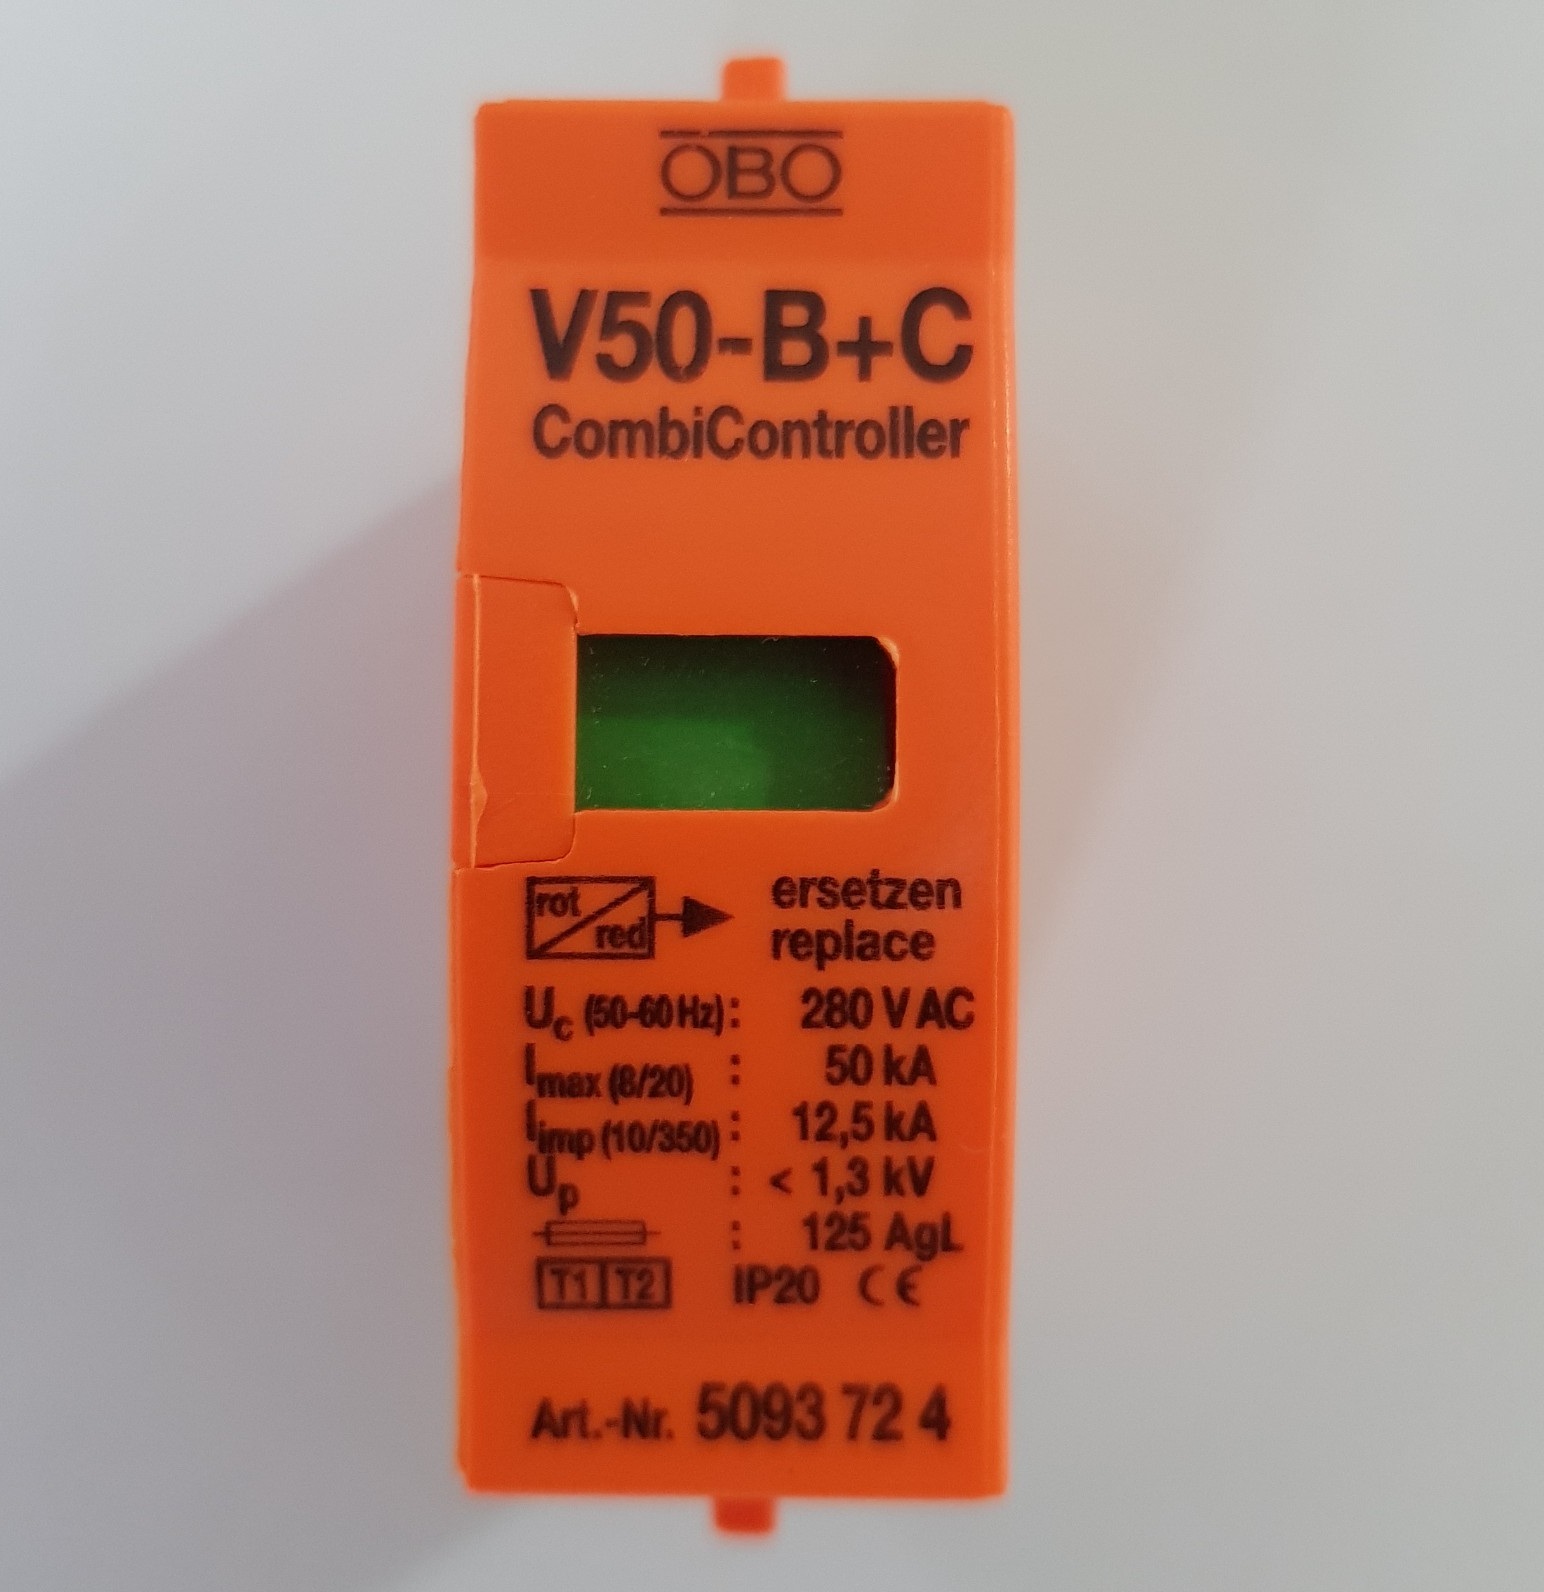 OBO
V50-B+C
CombiController
rot
red
ersetzen
replace
Uc (50-60 Hz): 280 V AC
Imax (8/20) : 50 kA
Iimp (10/350) : 12,5 kA
Up : < 1,3 kV
: 125 AgL
T1 T2 IP20 CE
Art.-Nr. 5093 72 4